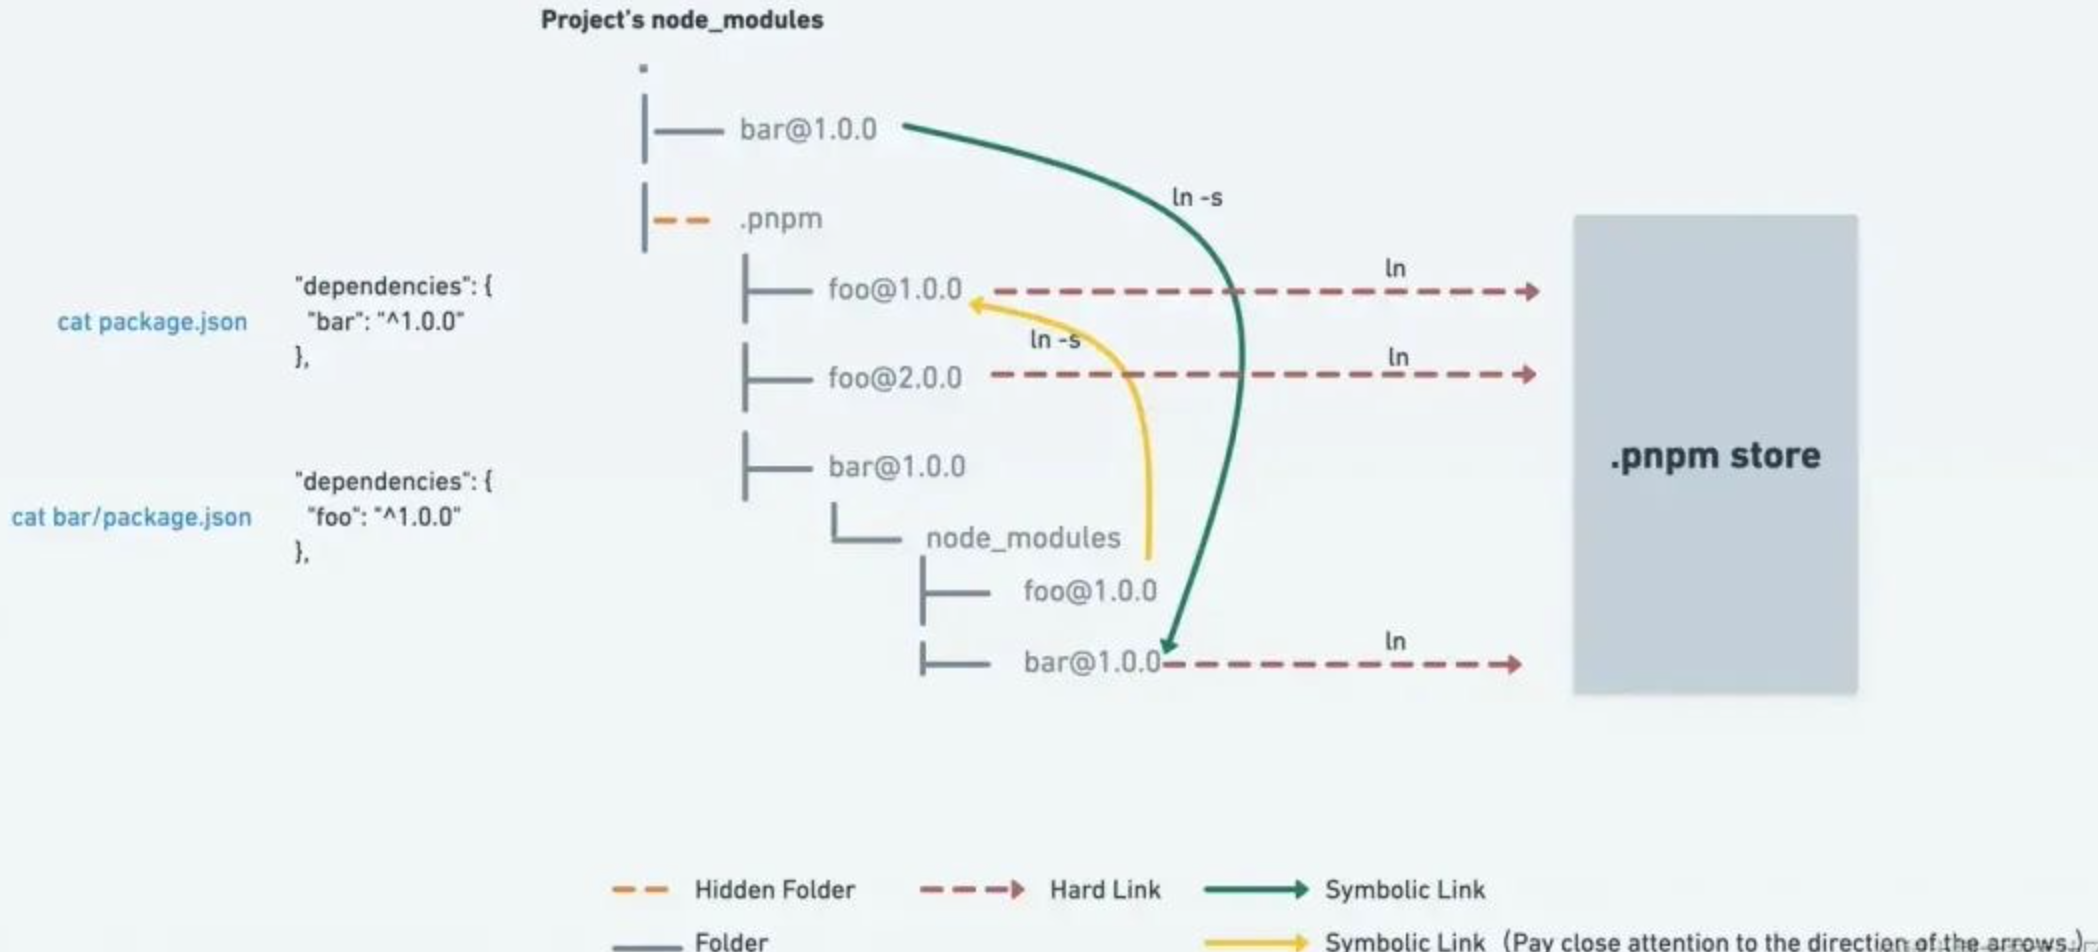 Project's node_modules
.
bar@1.0.0
ln -s
.pnpm
foo@1.0.0
ln
ln -s
foo@2.0.0
ln
bar@1.0.0
node_modules
foo@1.0.0
bar@1.0.0
ln
cat package.json
"dependencies": {
"bar": "^1.0.0"
},
cat bar/package.json
"dependencies": {
"foo": "^1.0.0"
},
.pnpm store
Hidden Folder
Hard Link
Symbolic Link
Folder
Symbolic Link (Pay close attention to the direction of the arrows.)